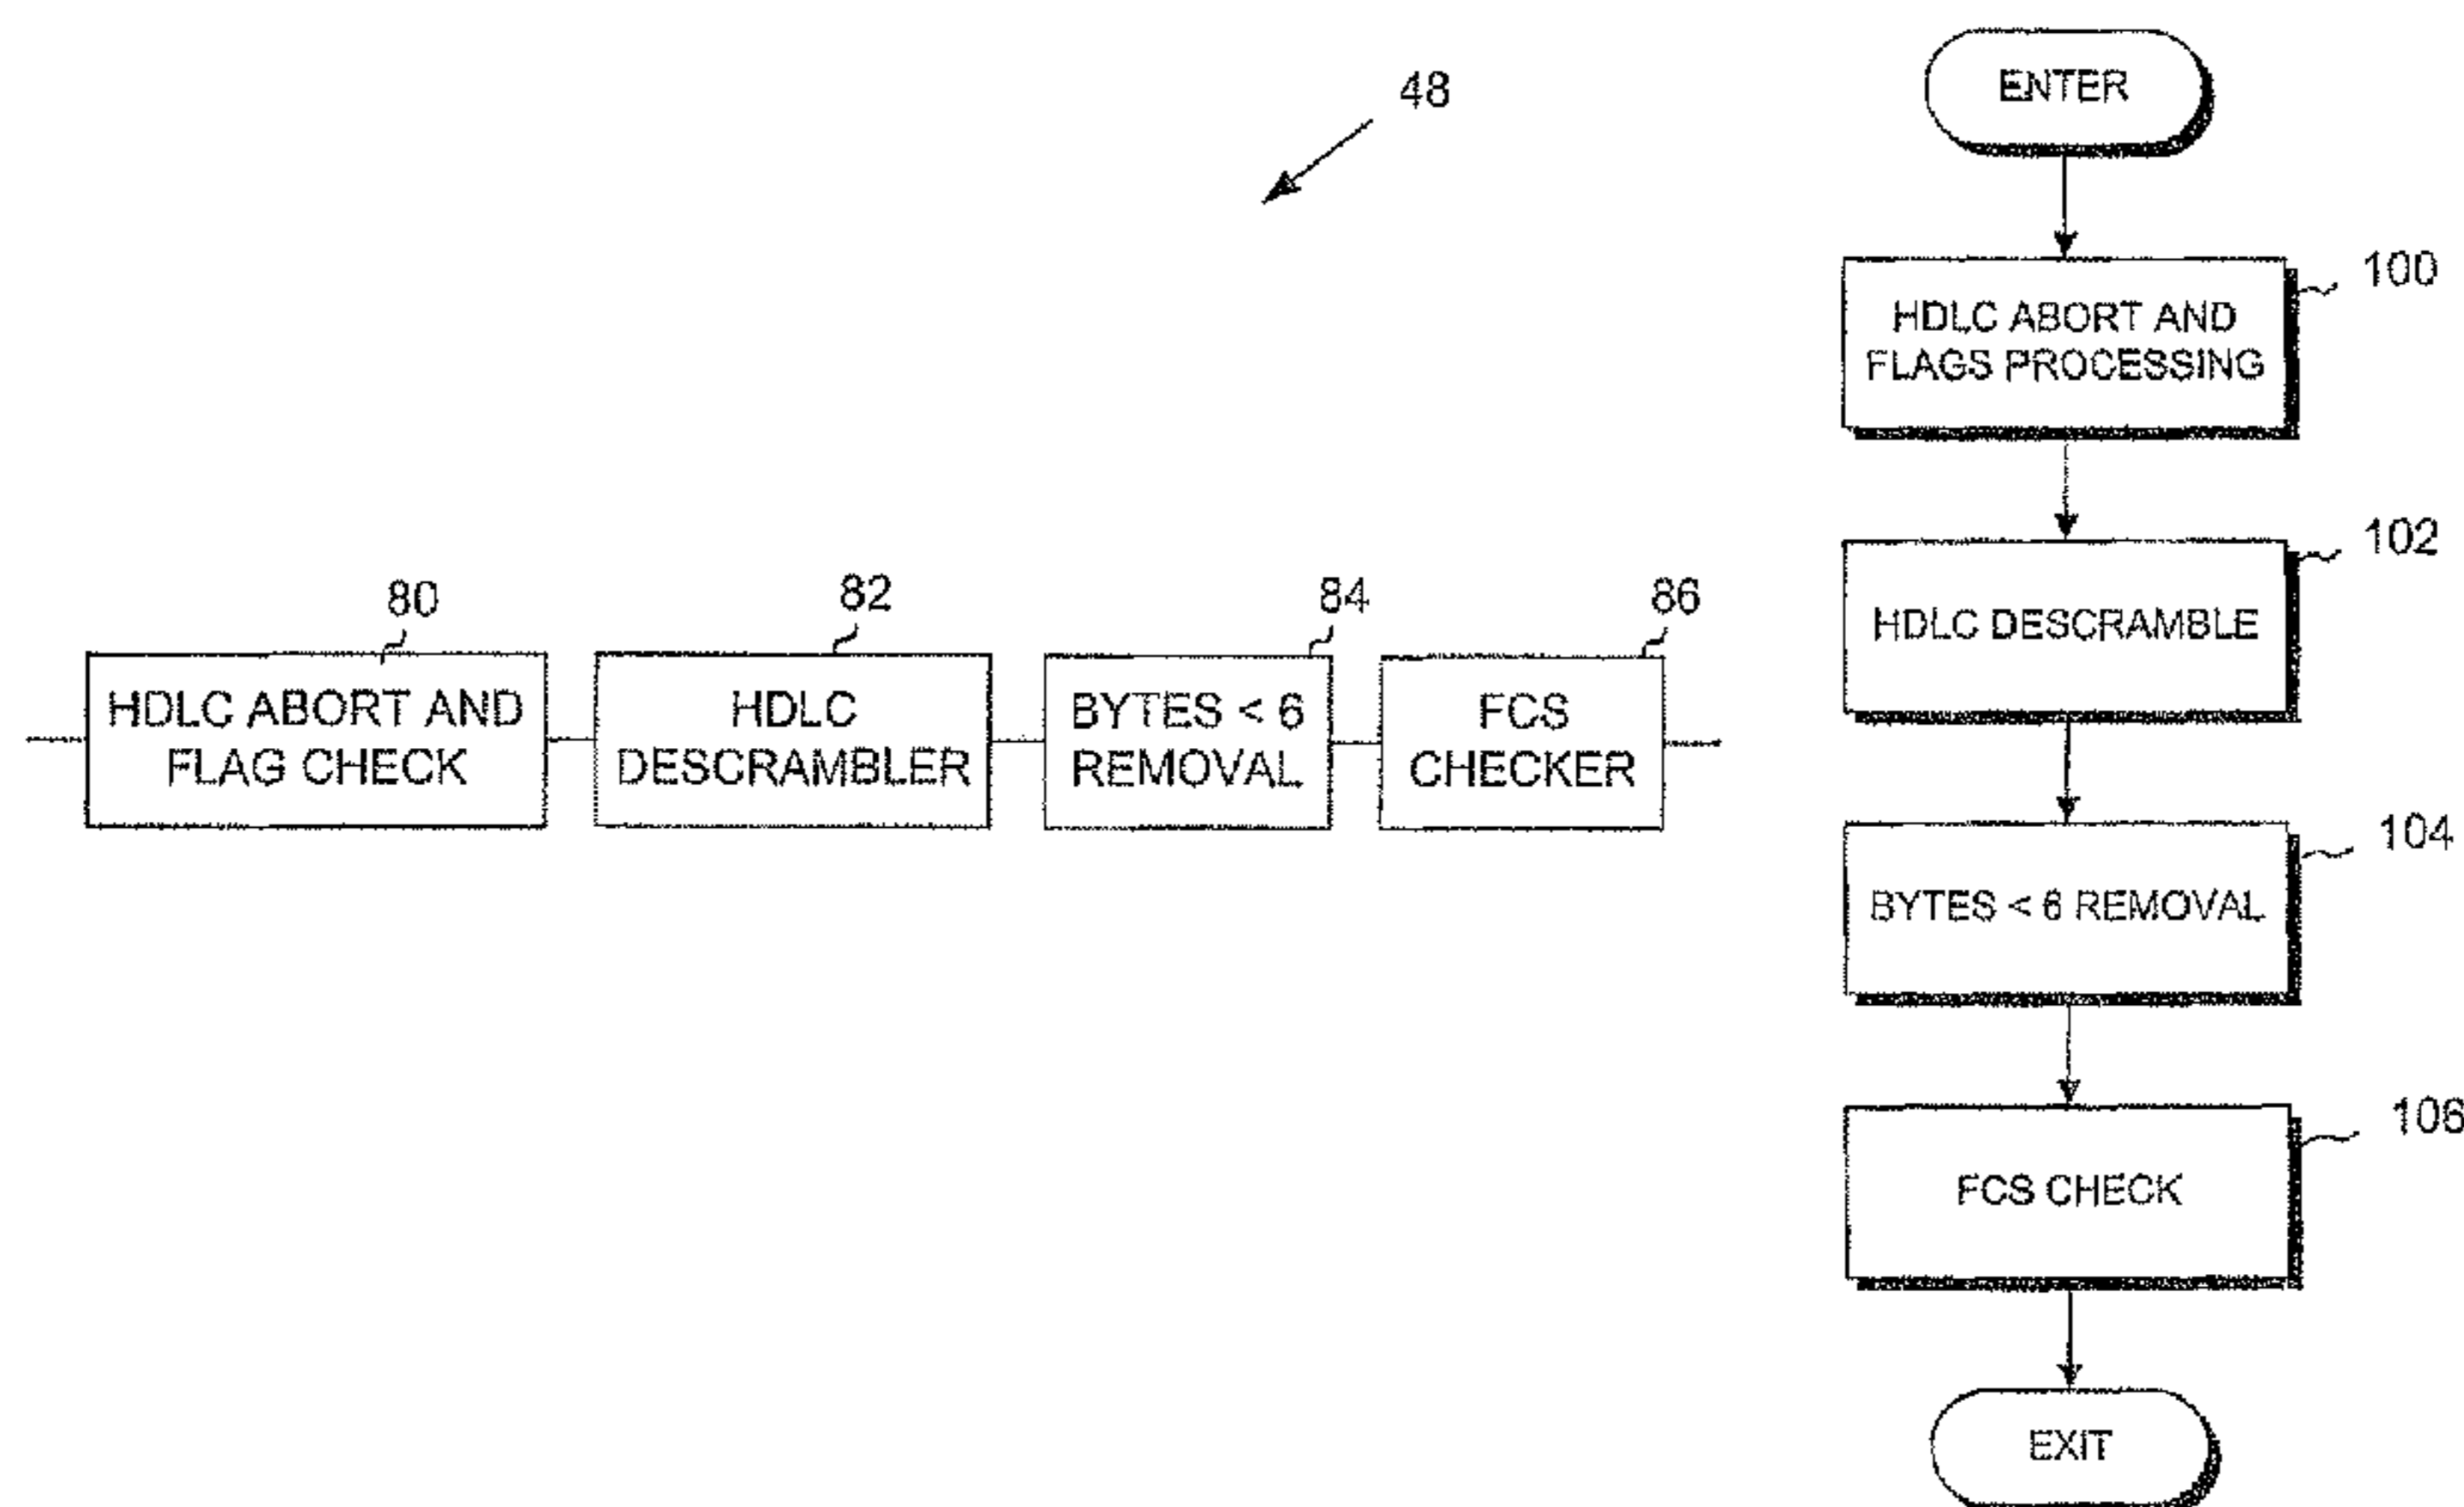 48
80
HDLC ABORT AND
FLAG CHECK
82
HDLC
DESCRAMBLER
84
BYTES < 6
REMOVAL
86
FCS
CHECKER
ENTER
100
HDLC ABORT AND
FLAGS PROCESSING
102
HDLC DESCRAMBLE
104
BYTES < 6 REMOVAL
106
FCS CHECK
EXIT